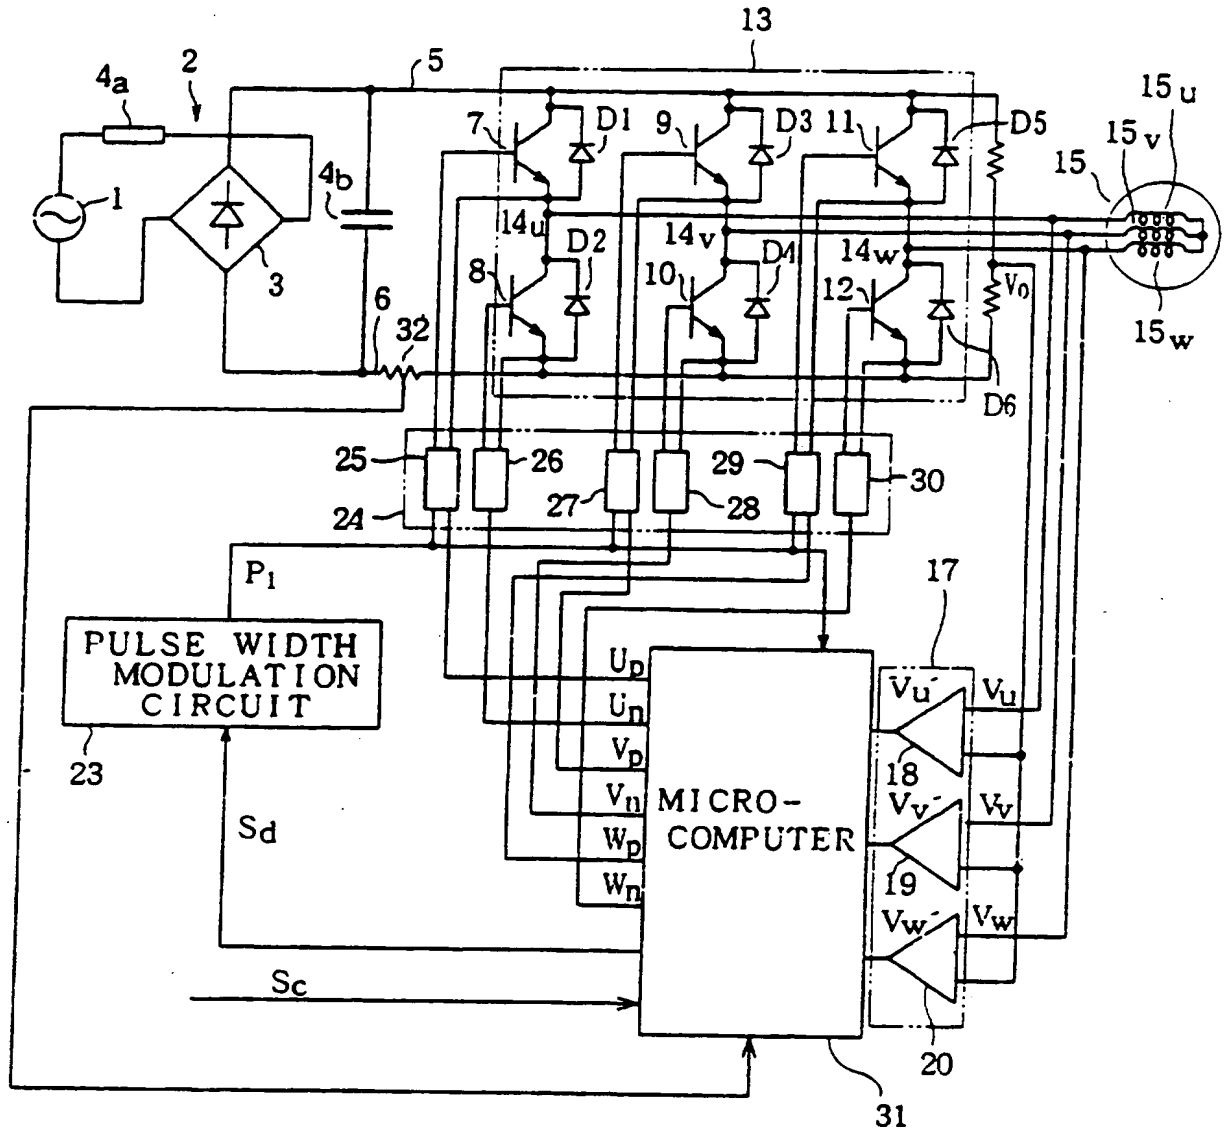 13
5
2
4a
15u
D1
D3
D5
7
9
11
15v
15
1
4b
14u
14v
14w
3
D2
D4
V0
8
10
12
6
32
15w
D6
25
26
29
30
27
28
24
P1
17
PULSE WIDTH
MODULATION
CIRCUIT
Up
Vu´
Vu
Un
23
Vp
18
Vn
MICRO-
Vv´
Vv
Sd
Wp
COMPUTER
Wn
19
Vw´
Vw
Sc
20
31